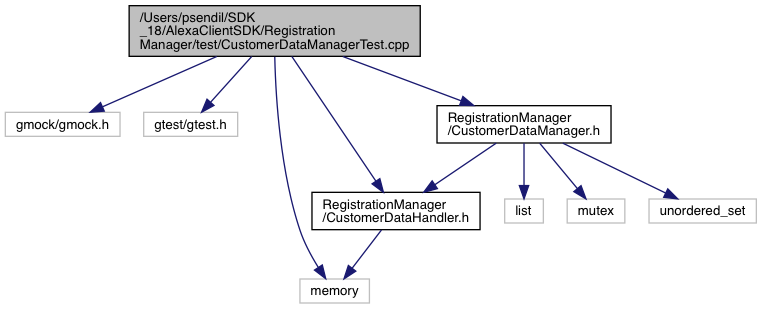 /Users/psendil/SDK
_18/AlexaClientSDK/Registration
Manager/test/CustomerDataManagerTest.cpp
gmock/gmock.h
gtest/gtest.h
RegistrationManager
/CustomerDataManager.h
RegistrationManager
/CustomerDataHandler.h
list
mutex
unordered_set
memory